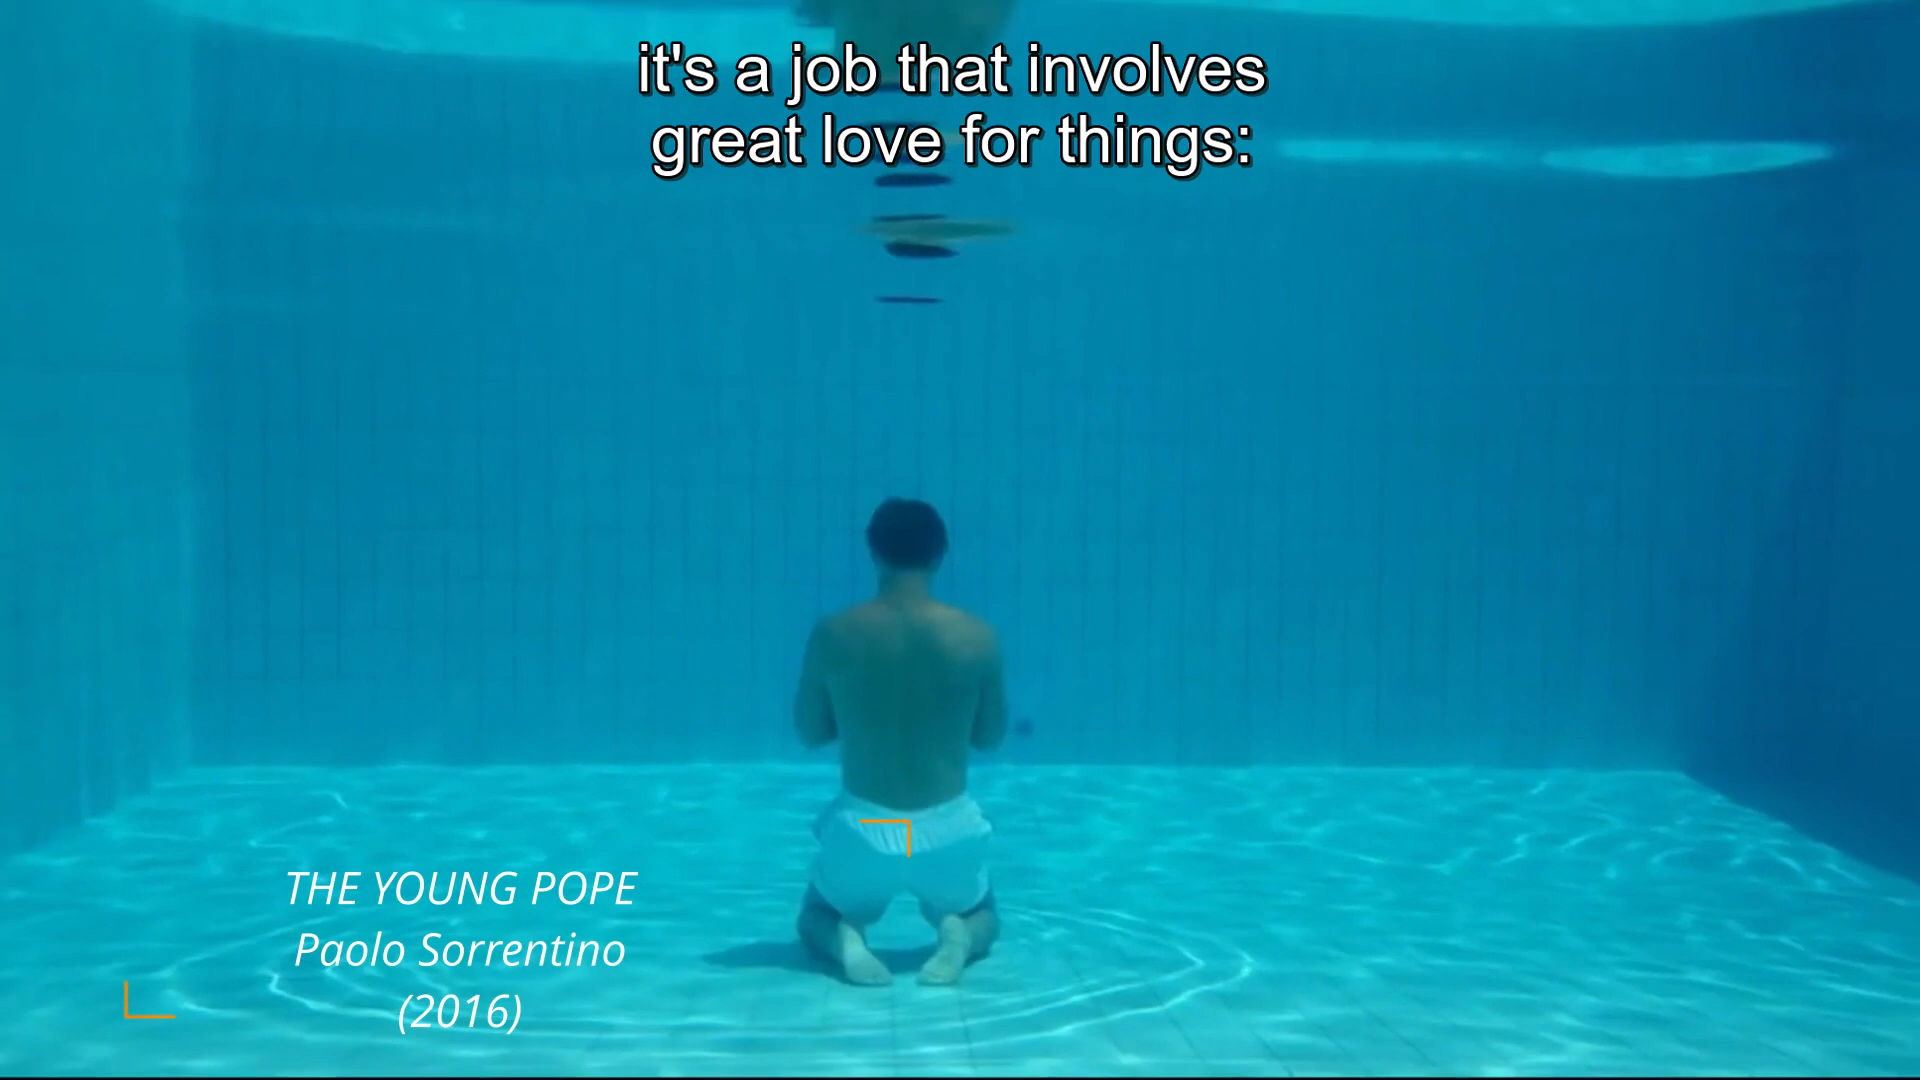 it's a job that involves
great love for things:
THE YOUNG POPE
Paolo Sorrentino
(2016)